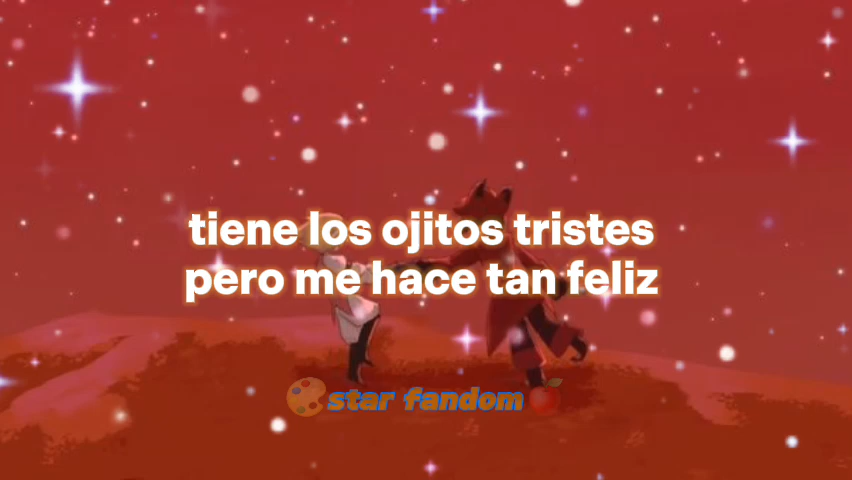 tiene los ojitos tristes
pero me hace tan feliz
star fandom